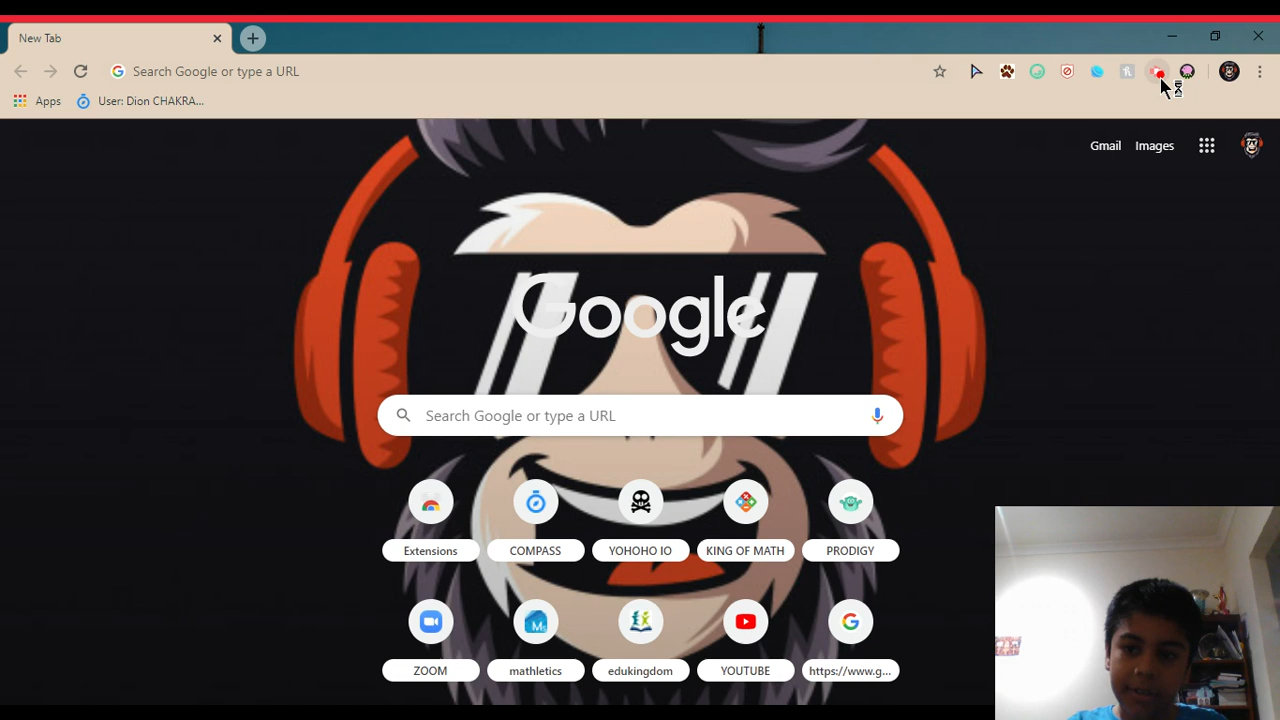 New Tab
Search Google or type a URL
Apps
User: Dion CHAKRA...
Gmail
Images
Google
Search Google or type a URL
Extensions
COMPASS
YOHOHO IO
KING OF MATH
PRODIGY
ZOOM
mathletics
edukingdom
YOUTUBE
https://www.g...